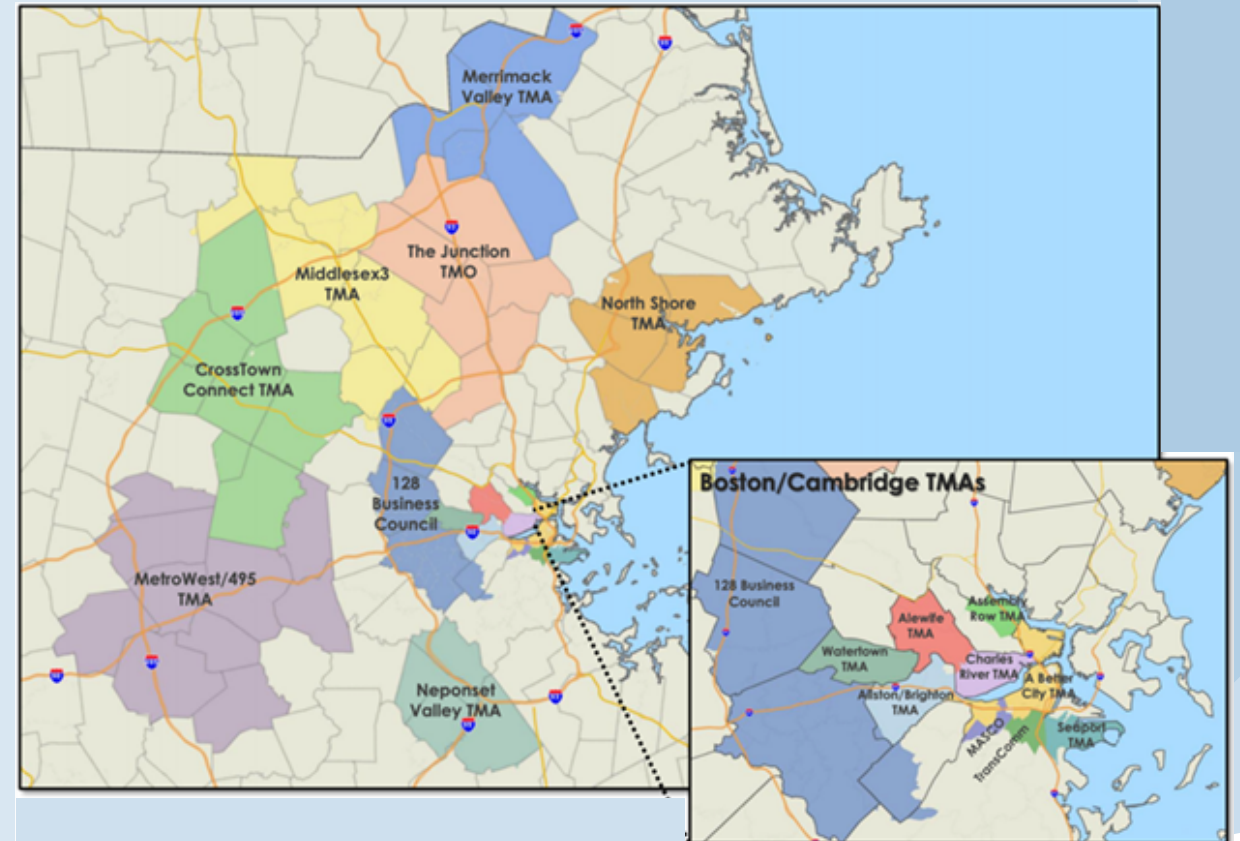 Merrimack
Valley TMA
The Junction
TMO
Middlesex3
TMA
North Shore
TMA
CrossTown
Connect TMA
128
Business
Council
MetroWest/495
TMA
Neponset
Valley TMA
Boston/Cambridge TMAs
128 Business
Council
Alewife
TMA
Assembly
Row TMA
Watertown
TMA
Charles
River TMA
A Better
City TMA
Allston/Brighton
TMA
MASCO
TransComm
Seaport
TMA